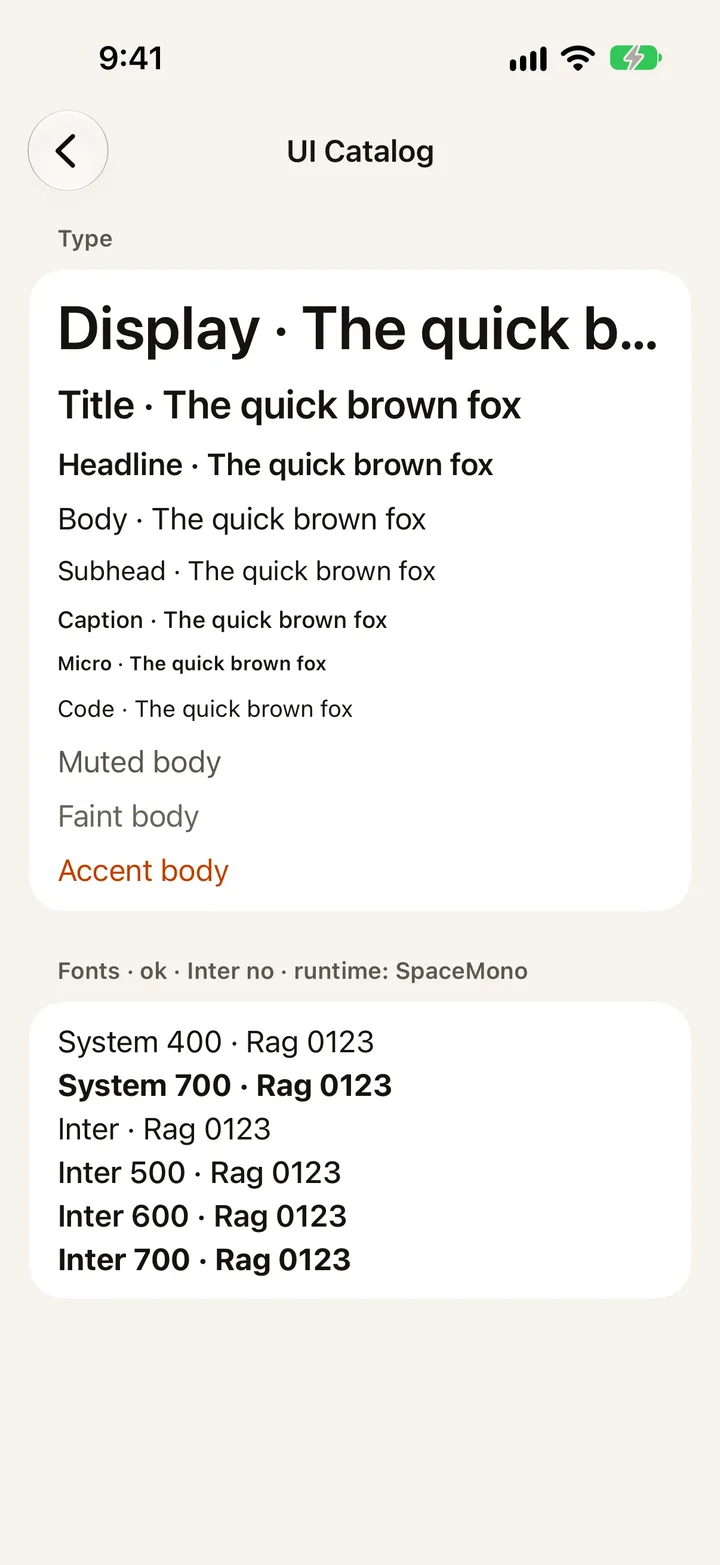 9:41
UI Catalog
Type
Display · The quick b...
Title · The quick brown fox
Headline · The quick brown fox
Body · The quick brown fox
Subhead · The quick brown fox
Caption · The quick brown fox
Micro · The quick brown fox
Code · The quick brown fox
Muted body
Faint body
Accent body
Fonts · ok · Inter no · runtime: SpaceMono
System 400 · Rag 0123
System 700 · Rag 0123
Inter · Rag 0123
Inter 500 · Rag 0123
Inter 600 · Rag 0123
Inter 700 · Rag 0123